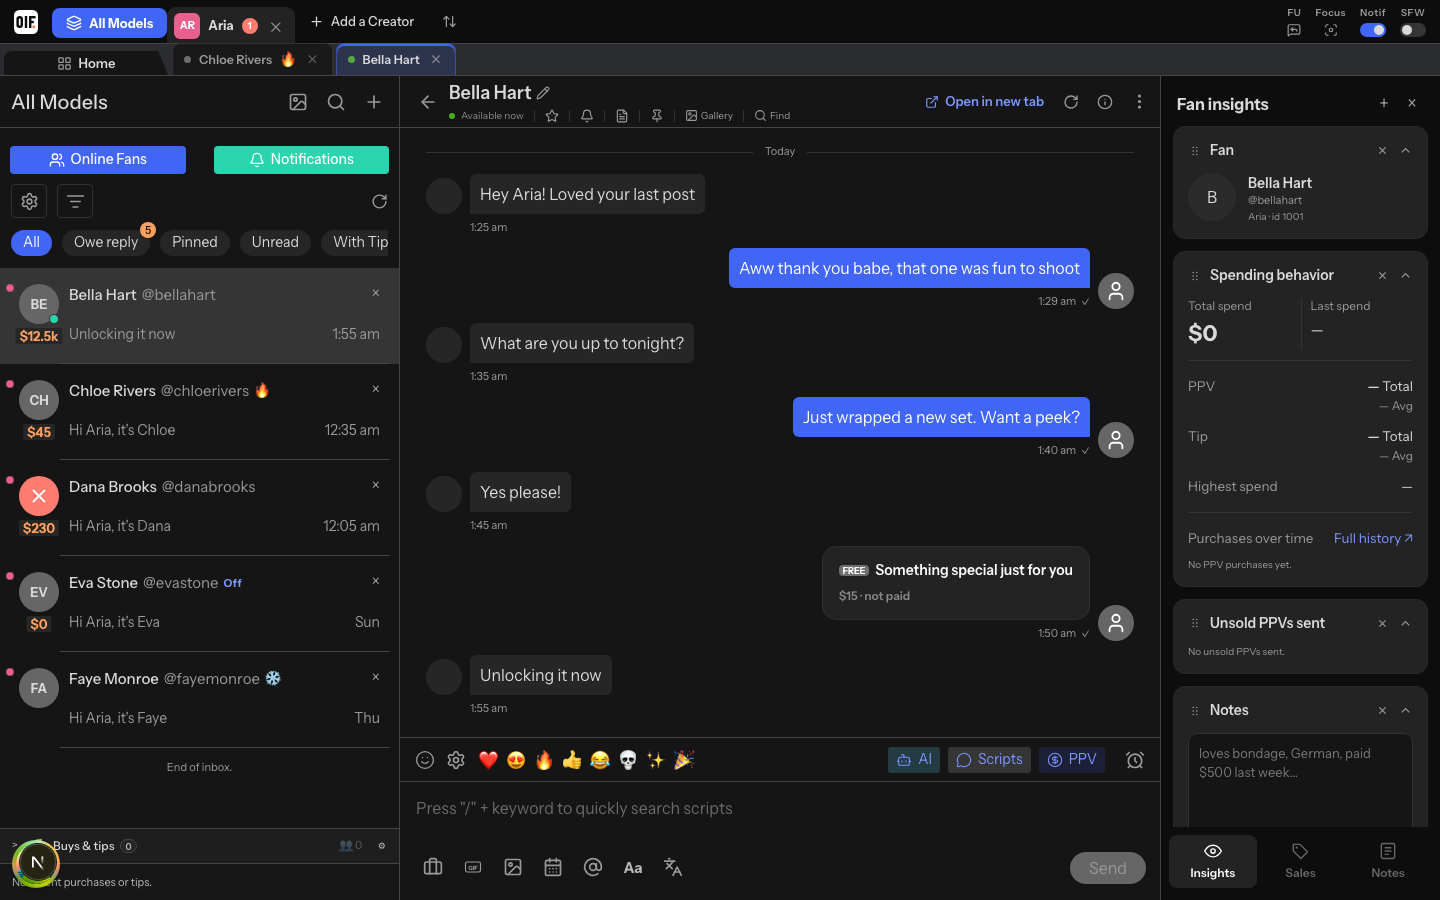 OIF.
All Models
AR
Aria
1
Add a Creator
FU
Focus
Notif
SFW
Home
Chloe Rivers 🔥
Bella Hart
All Models
Online Fans
Notifications
All
Owe reply
5
Pinned
Unread
With Tip
BE
Bella Hart @bellahart
$12.5k
Unlocking it now
1:55 am
CH
Chloe Rivers @chloerivers 🔥
$45
Hi Aria, it's Chloe
12:35 am
Dana Brooks @danabrooks
$230
Hi Aria, it's Dana
12:05 am
EV
Eva Stone @evastone Off
$0
Hi Aria, it's Eva
Sun
FA
Faye Monroe @fayemonroe ❄️
Hi Aria, it's Faye
Thu
End of inbox.
Buys & tips 0
0
N
purchases or tips.
Bella Hart
Available now
Gallery
Find
Open in new tab
Today
Hey Aria! Loved your last post
1:25 am
Aww thank you babe, that one was fun to shoot
1:29 am ✓
What are you up to tonight?
1:35 am
Just wrapped a new set. Want a peek?
1:40 am ✓
Yes please!
1:45 am
FREE Something special just for you
$15 · not paid
1:50 am ✓
Unlocking it now
1:55 am
❤️ 😍 🔥 👍 😂 💀 ✨ 🎉
AI
Scripts
PPV
Press "/" + keyword to quickly search scripts
GIF
Aa
Send
Fan insights
Fan
B
Bella Hart
@bellahart
Aria · id 1001
Spending behavior
Total spend
$0
Last spend
—
PPV
— Total
— Avg
Tip
— Total
— Avg
Highest spend
—
Purchases over time
Full history
No PPV purchases yet.
Unsold PPVs sent
No unsold PPVs sent.
Notes
loves bondage, German, paid
$500 last week...
Insights
Sales
Notes